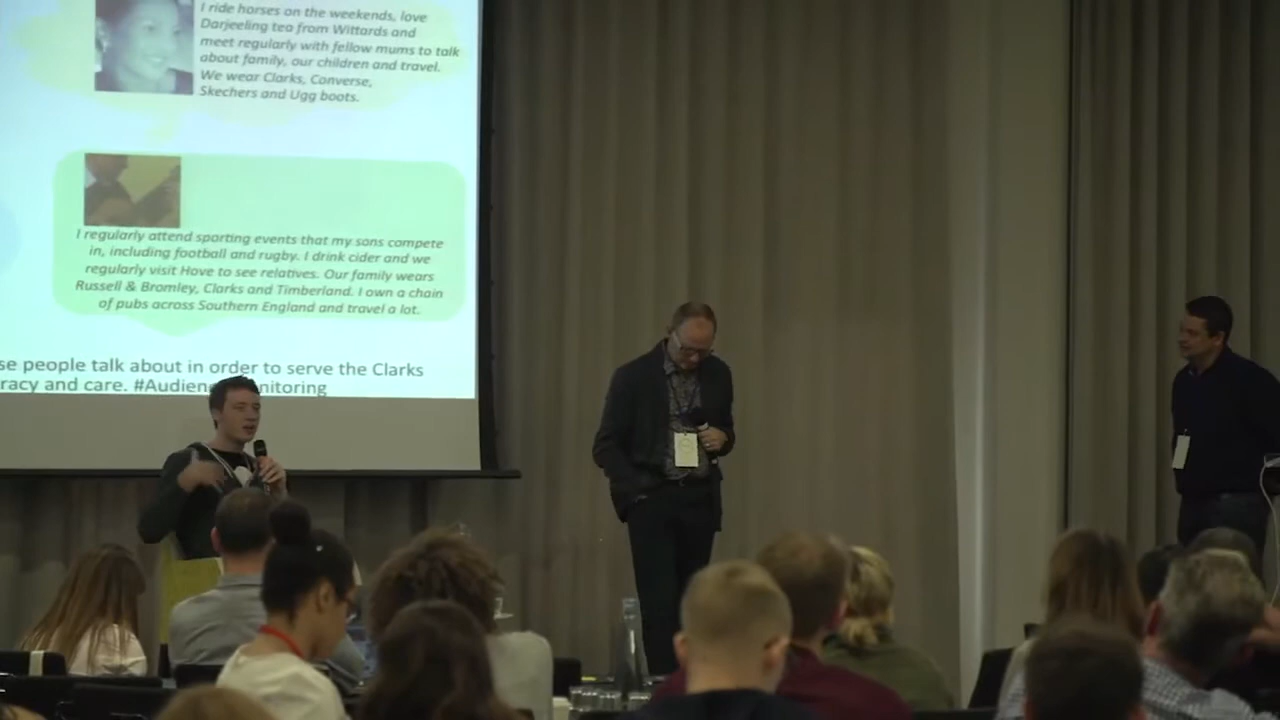 I ride horses on the weekends, love
Darjeeling tea from Wittards and
meet regularly with fellow mums to talk
about family, our children and travel.
We wear Clarks, Converse,
Skechers and Ugg boots.
I regularly attend sporting events that my sons compete
in, including football and rugby. I drink cider and we
regularly visit Hove to see relatives. Our family wears
Russell & Bromley, Clarks and Timberland. I own a chain
of pubs across Southern England and travel a lot.
people talk about in order to serve the Clarks
and care.